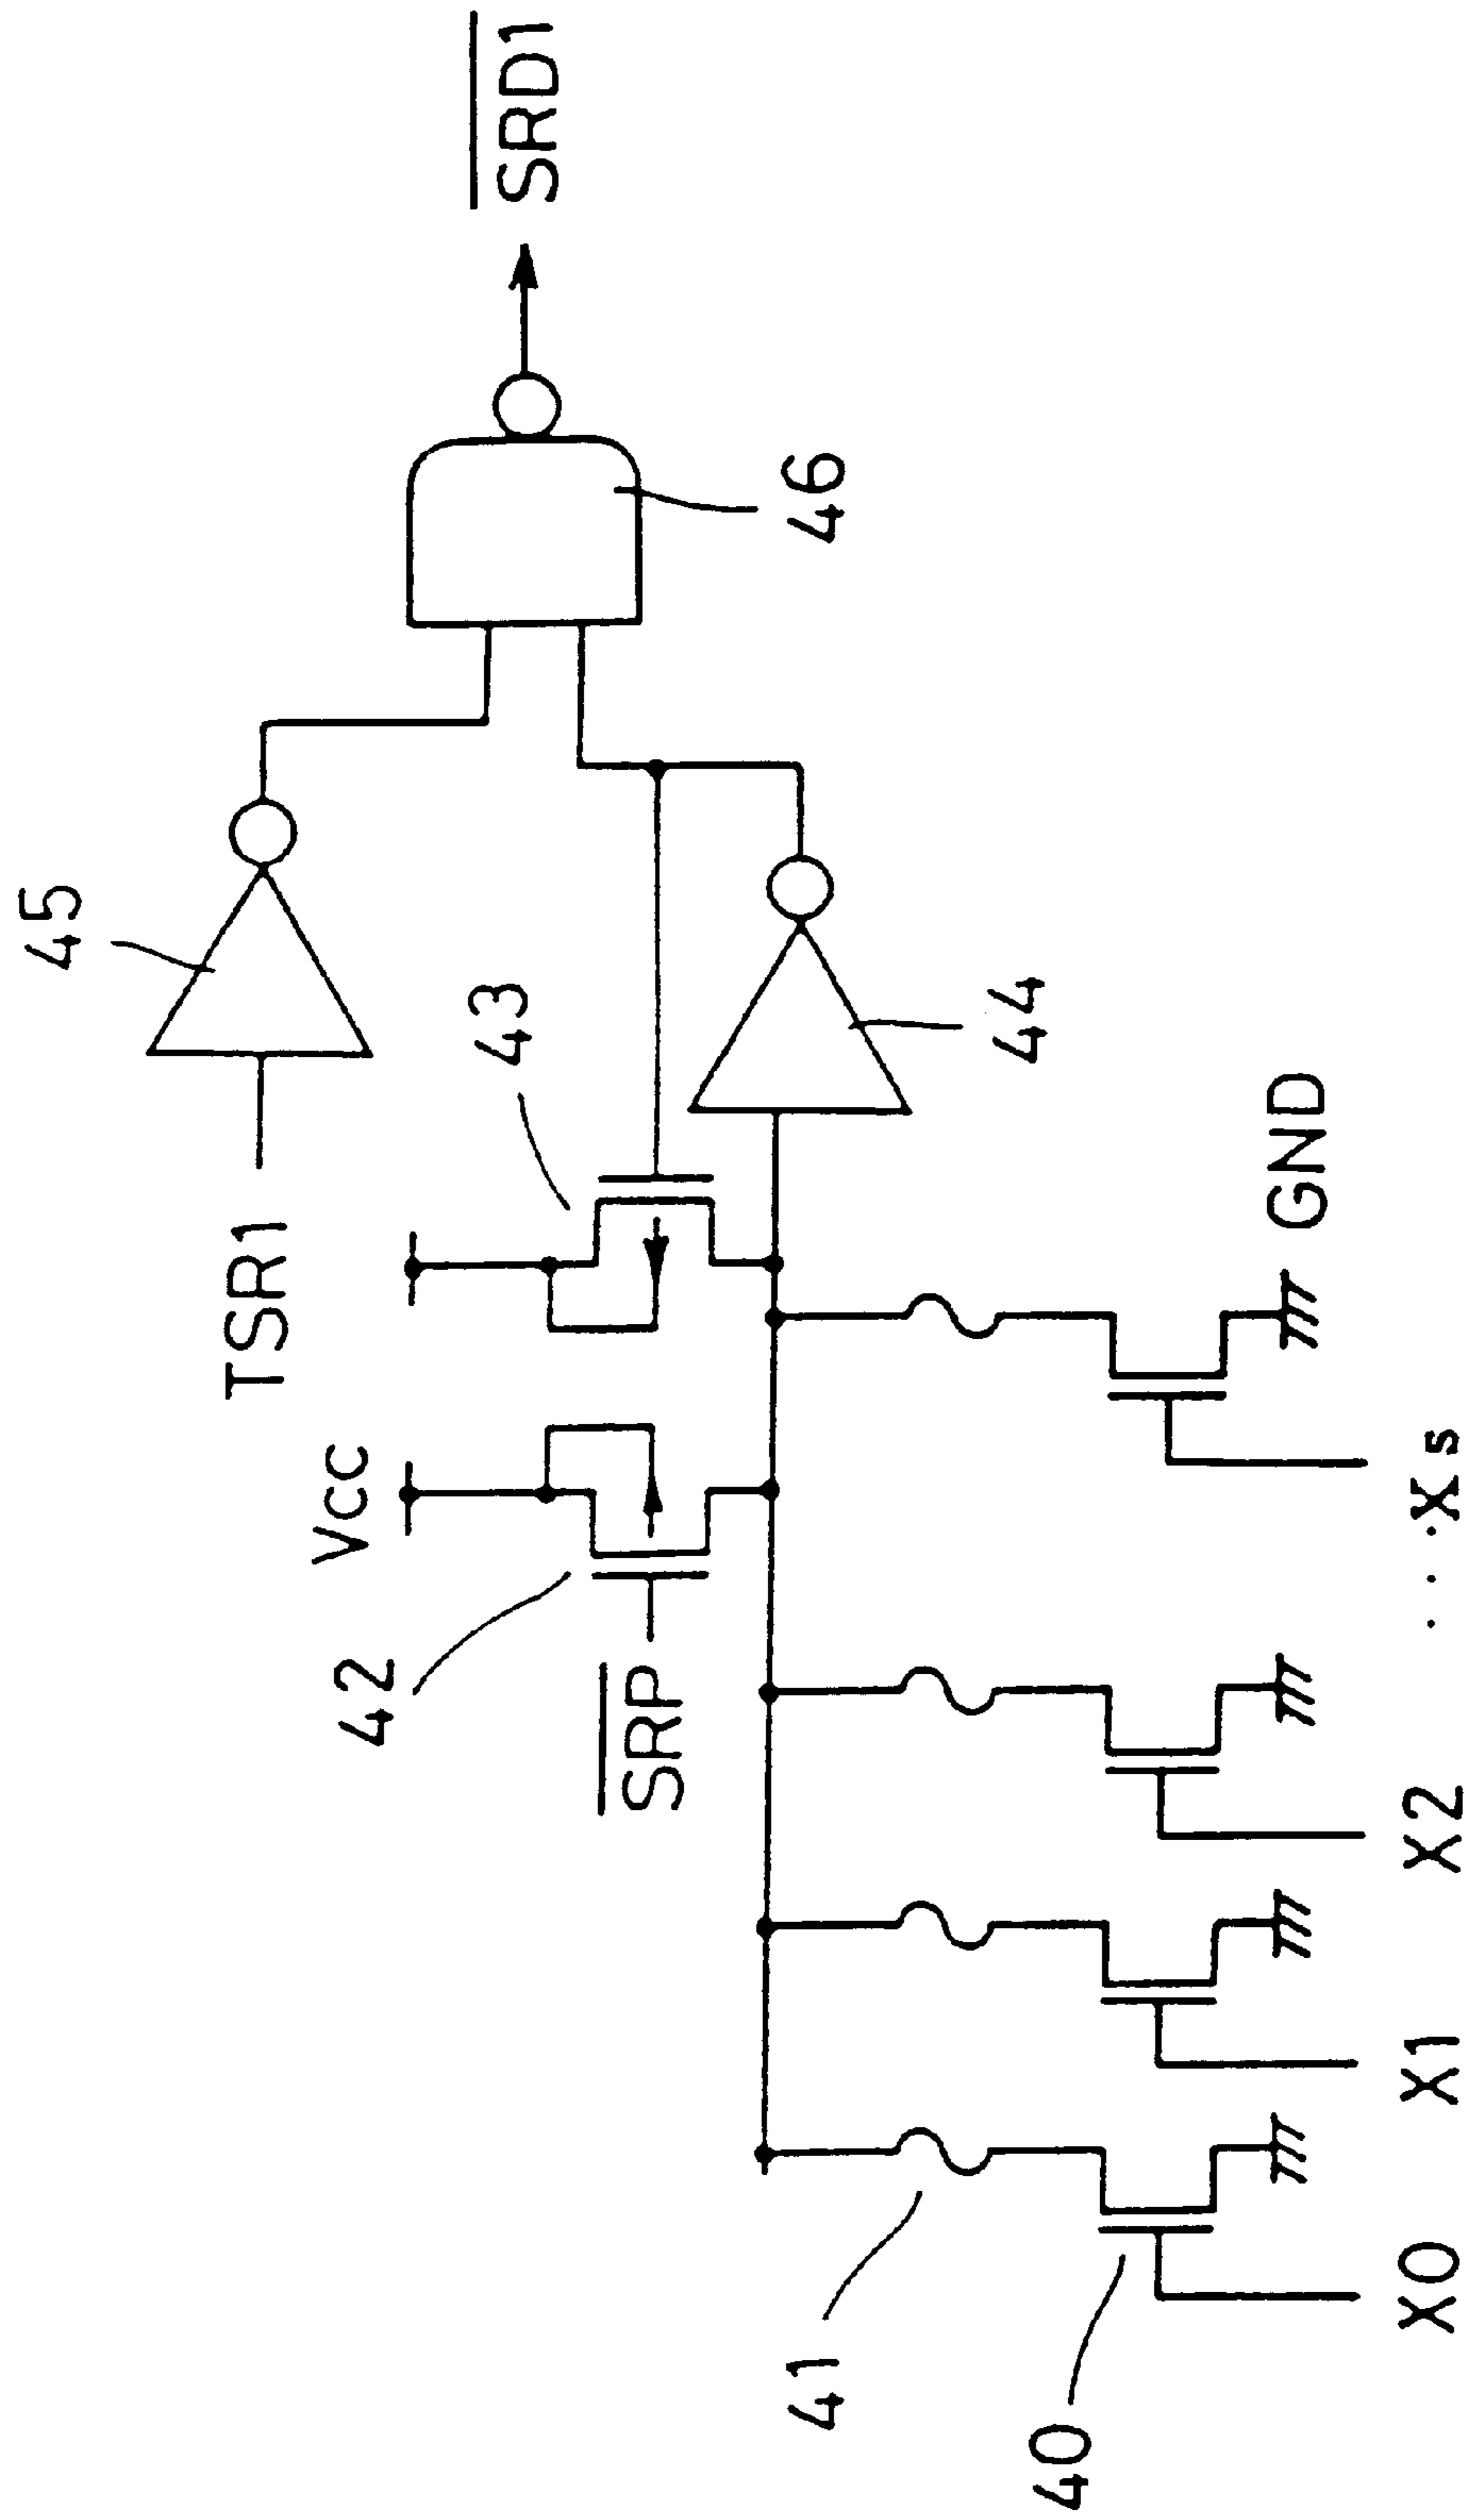 45
TSR1
SRD1
Vcc
42
43
46
SRP
44
41
40
GND
X0 X1 X2 ...Xs